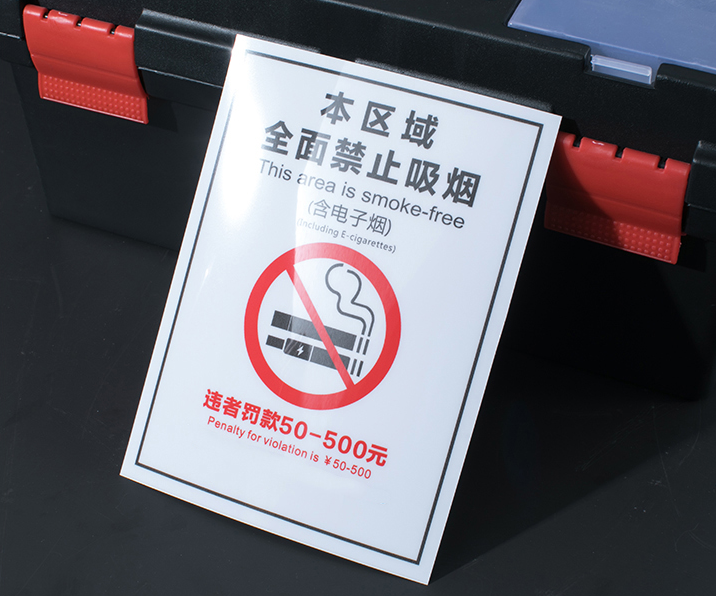 本区域
全面禁止吸烟
This area is smoke-free
(含电子烟)
(Including E-cigarettes)
违者罚款50-500元
Penalty for violation is ￥50-500